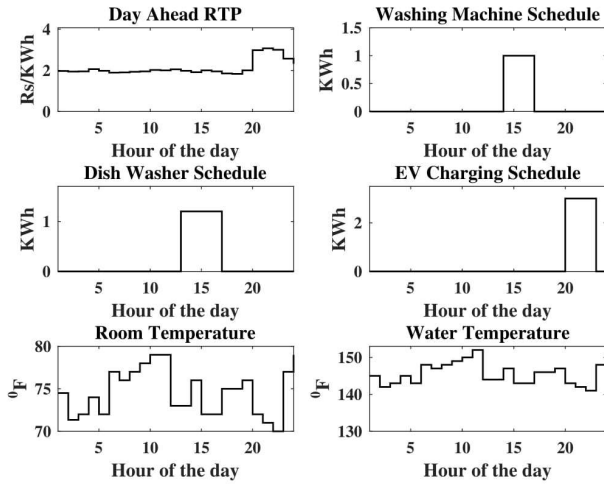 Day Ahead RTP
Rs/KWh
4
2
0
5 10 15 20
Hour of the day
Washing Machine Schedule
KWh
1.5
1
0.5
0
5 10 15 20
Hour of the day
Dish Washer Schedule
KWh
1
0
5 10 15 20
Hour of the day
EV Charging Schedule
KWh
2
0
5 10 15 20
Hour of the day
Room Temperature
⁰F
80
75
70
5 10 15 20
Hour of the day
Water Temperature
⁰F
150
140
130
5 10 15 20
Hour of the day